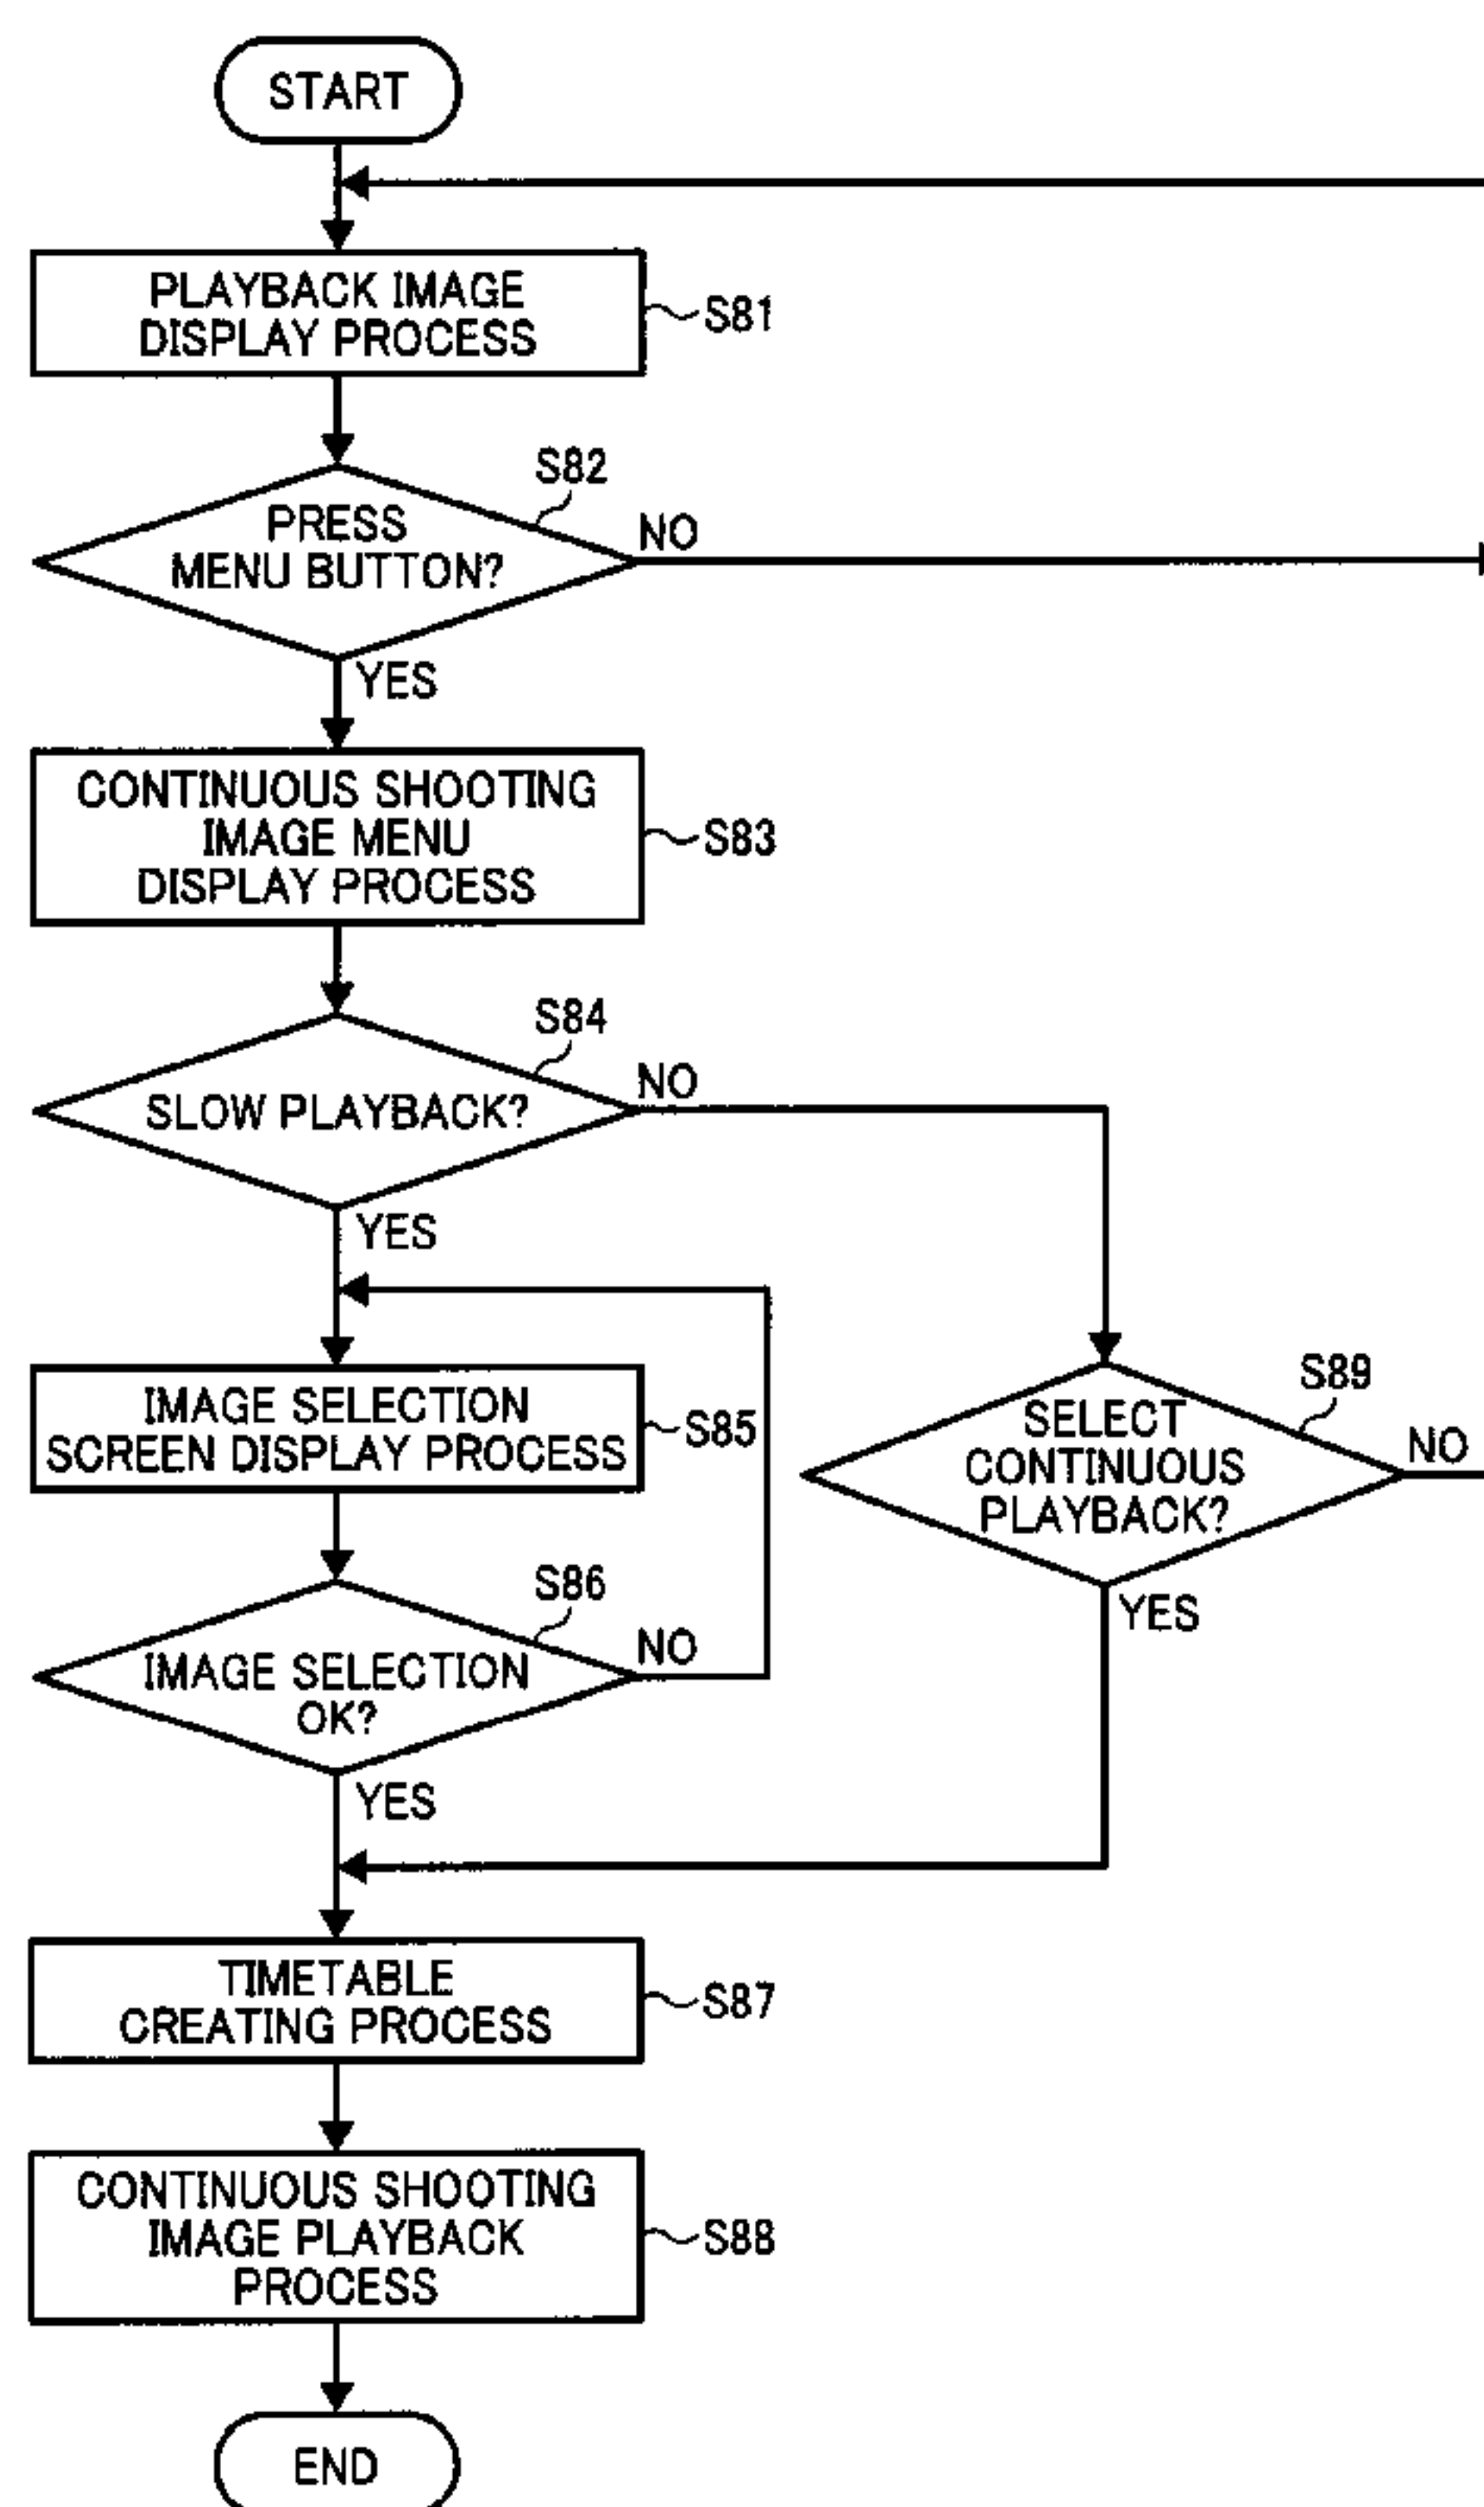 START
PLAYBACK IMAGE
DISPLAY PROCESS
S81
S82
PRESS
MENU BUTTON?
NO
YES
CONTINUOUS SHOOTING
IMAGE MENU
DISPLAY PROCESS
S83
S84
SLOW PLAYBACK?
NO
YES
IMAGE SELECTION
SCREEN DISPLAY PROCESS
S85
S89
SELECT
CONTINUOUS
PLAYBACK?
NO
YES
S86
IMAGE SELECTION
OK?
NO
YES
TIMETABLE
CREATING PROCESS
S87
CONTINUOUS SHOOTING
IMAGE PLAYBACK
PROCESS
S88
END